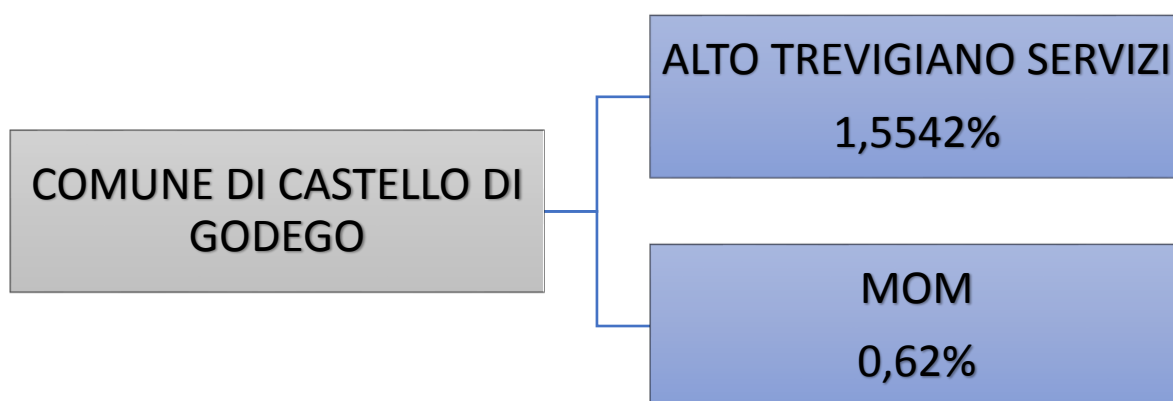 COMUNE DI CASTELLO DI
GODEGO
ALTO TREVIGIANO SERVIZI
1,5542%
MOM
0,62%